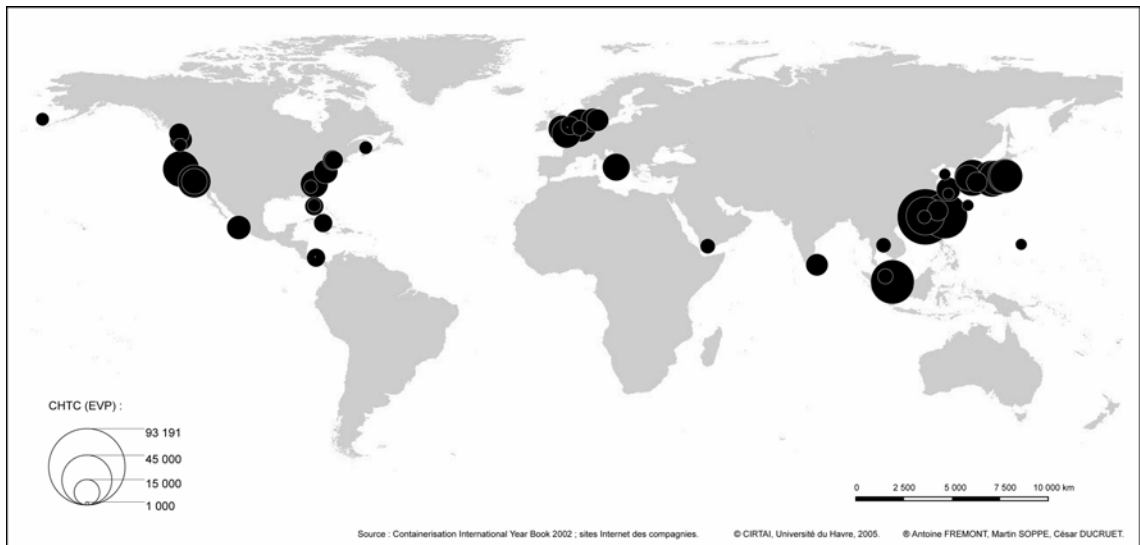 CHTC (EVP) :
93 191
45 000
15 000
1 000
0 2 500 5 000 7 500 10 000 km
Source : Containerisation International Year Book 2002 ; sites Internet des compagnies. © CIRTAI, Université du Havre, 2005. ® Antoine FREMONT, Martin SOPPE, César DUCRUET.